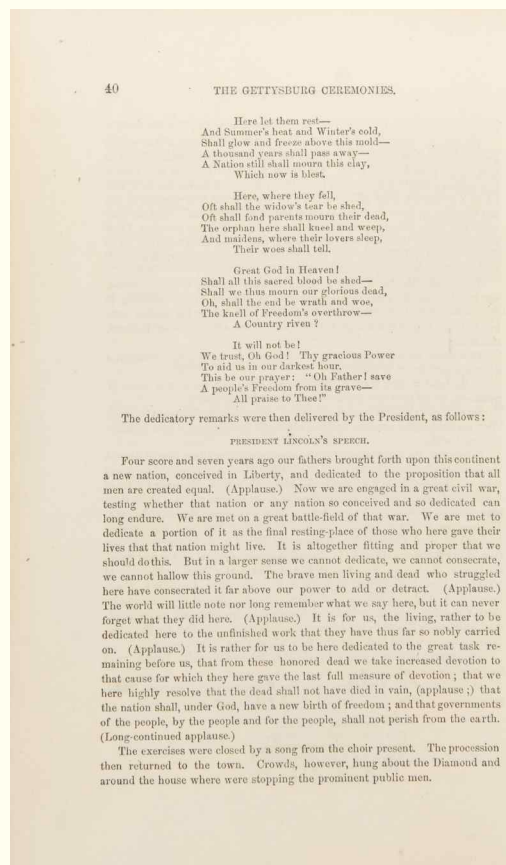 40 THE GETTYSBURG CEREMONIES.
Here let them rest—
And Summer's heat and Winter's cold,
Shall glow and freeze above this mold—
A thousand years shall pass away—
A Nation still shall mourn this clay,
Which now is blest.
Here, where they fell,
Oft shall the widow's tear be shed,
Oft shall fond parents mourn their dead,
The orphan here shall kneel and weep,
And maidens, where their lovers sleep,
Their woes shall tell.
Great God in Heaven!
Shall all this sacred blood be shed—
Shall we thus mourn our glorious dead,
Oh, shall the end be wrath and woe,
The knell of Freedom's overthrow—
A Country riven?
It will not be!
We trust, Oh God! Thy gracious Power
To aid us in our darkest hour.
This be our prayer: "Oh Father! save
A people's Freedom from its grave—
All praise to Thee!"
The dedicatory remarks were then delivered by the President, as follows:
PRESIDENT LINCOLN'S SPEECH.
Four score and seven years ago our fathers brought forth upon this continent
a new nation, conceived in Liberty, and dedicated to the proposition that all
men are created equal. (Applause.) Now we are engaged in a great civil war,
testing whether that nation or any nation so conceived and so dedicated can
long endure. We are met on a great battle-field of that war. We are met to
dedicate a portion of it as the final resting-place of those who here gave their
lives that that nation might live. It is altogether fitting and proper that we
should do this. But in a larger sense we cannot dedicate, we cannot consecrate,
we cannot hallow this ground. The brave men living and dead who struggled
here have consecrated it far above our power to add or detract. (Applause.)
The world will little note nor long remember what we say here, but it can never
forget what they did here. (Applause.) It is for us, the living, rather to be
dedicated here to the unfinished work that they have thus far so nobly carried
on. (Applause.) It is rather for us to be here dedicated to the great task re-
maining before us, that from these honored dead we take increased devotion to
that cause for which they here gave the last full measure of devotion; that we
here highly resolve that the dead shall not have died in vain, (applause;) that
the nation shall, under God, have a new birth of freedom; and that governments
of the people, by the people and for the people, shall not perish from the earth.
(Long-continued applause.)
The exercises were closed by a song from the choir present. The procession
then returned to the town. Crowds, however, hung about the Diamond and
around the house where were stopping the prominent public men.